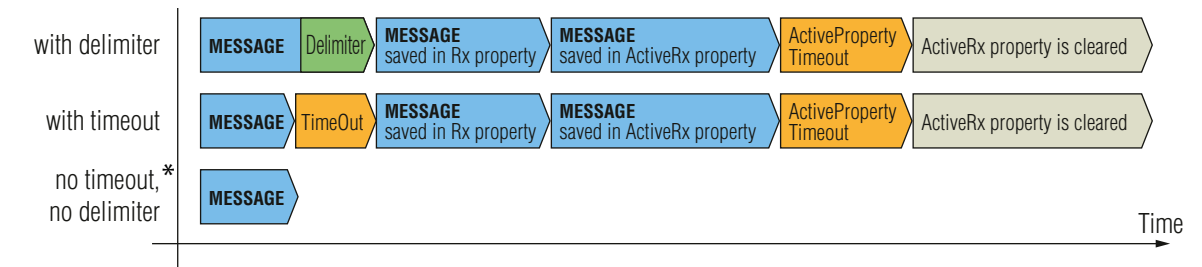 with delimiter
MESSAGE
Delimiter
MESSAGE
saved in Rx property
MESSAGE
saved in ActiveRx property
ActiveProperty
Timeout
ActiveRx property is cleared
with timeout
MESSAGE
TimeOut
MESSAGE
saved in Rx property
MESSAGE
saved in ActiveRx property
ActiveProperty
Timeout
ActiveRx property is cleared
no timeout,*
no delimiter
MESSAGE
Time